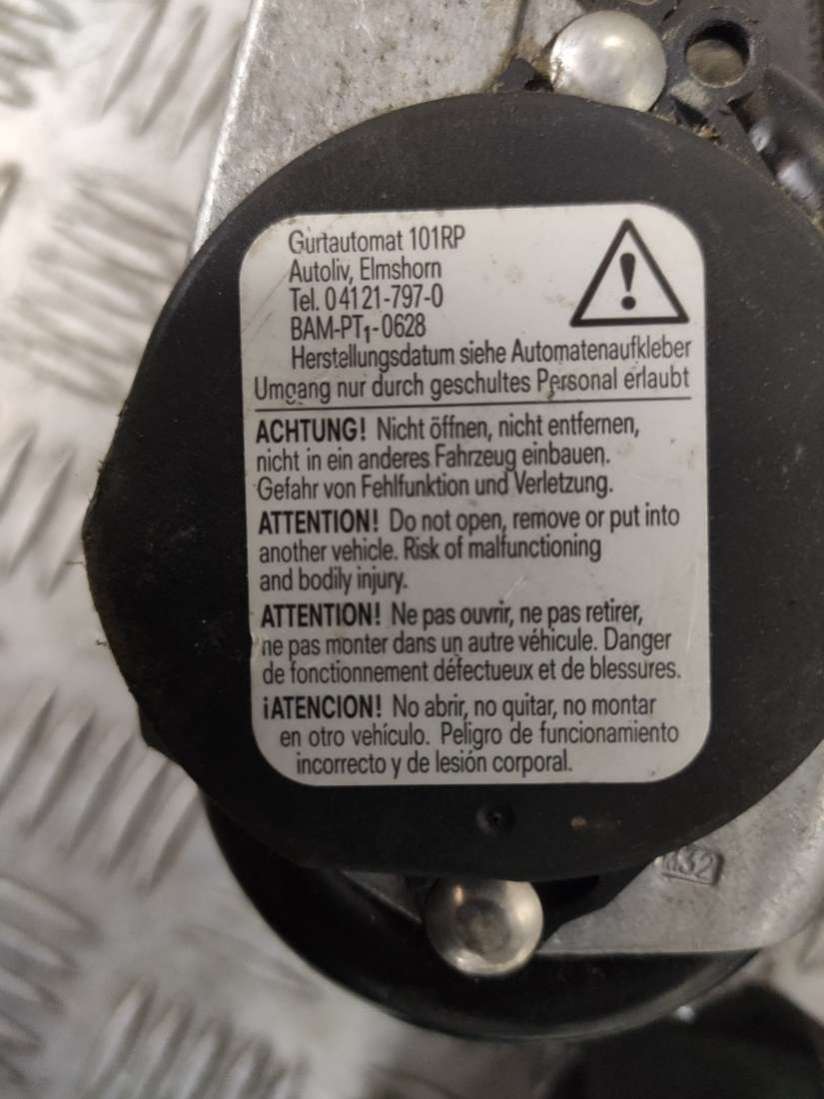 Gurtautomat 101RP
Autoliv, Elmshorn
Tel. 04121-797-0
BAM-PT₁-0628
Herstellungsdatum siehe Automatenaufkleber
Umgang nur durch geschultes Personal erlaubt
ACHTUNG! Nicht öffnen, nicht entfernen,
nicht in ein anderes Fahrzeug einbauen.
Gefahr von Fehlfunktion und Verletzung.
ATTENTION! Do not open, remove or put into
another vehicle. Risk of malfunctioning
and bodily injury.
ATTENTION! Ne pas ouvrir, ne pas retirer,
ne pas monter dans un autre véhicule. Danger
de fonctionnement défectueux et de blessures.
¡ATENCION! No abrir, no quitar, no montar
en otro vehículo. Peligro de funcionamiento
incorrecto y de lesión corporal.